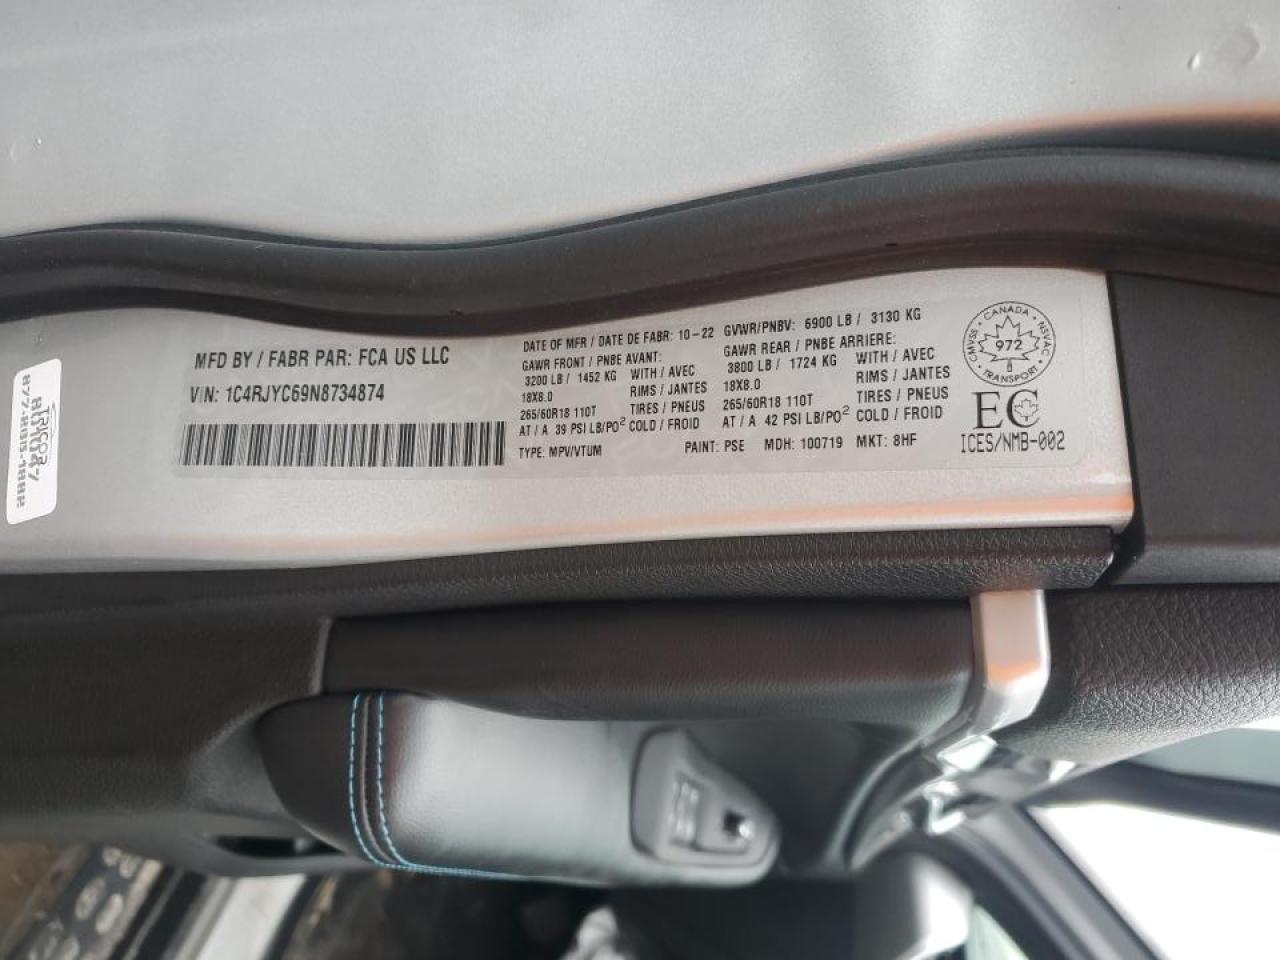 MFD BY / FABR PAR: FCA US LLC
VIN: 1C4RJYC69N8734874
DATE OF MFR / DATE DE FABR: 10-22
GVWR/PNBV: 6900 LB / 3130 KG
GAWR FRONT / PNBE AVANT:
3200 LB / 1452 KG WITH / AVEC
18X8.0 RIMS / JANTES
265/60R18 110T TIRES / PNEUS
AT / A 39 PSI LB/PO² COLD / FROID
GAWR REAR / PNBE ARRIERE:
3800 LB / 1724 KG WITH / AVEC
18X8.0 RIMS / JANTES
265/60R18 110T TIRES / PNEUS
AT / A 42 PSI LB/PO² COLD / FROID
TYPE: MPV/VTUM PAINT: PSE MDH: 100719 MKT: 8HF
CANADA
CMVSS NSVAC
972
TRANSPORT
EC
ICES/NMB-002
TRICOR